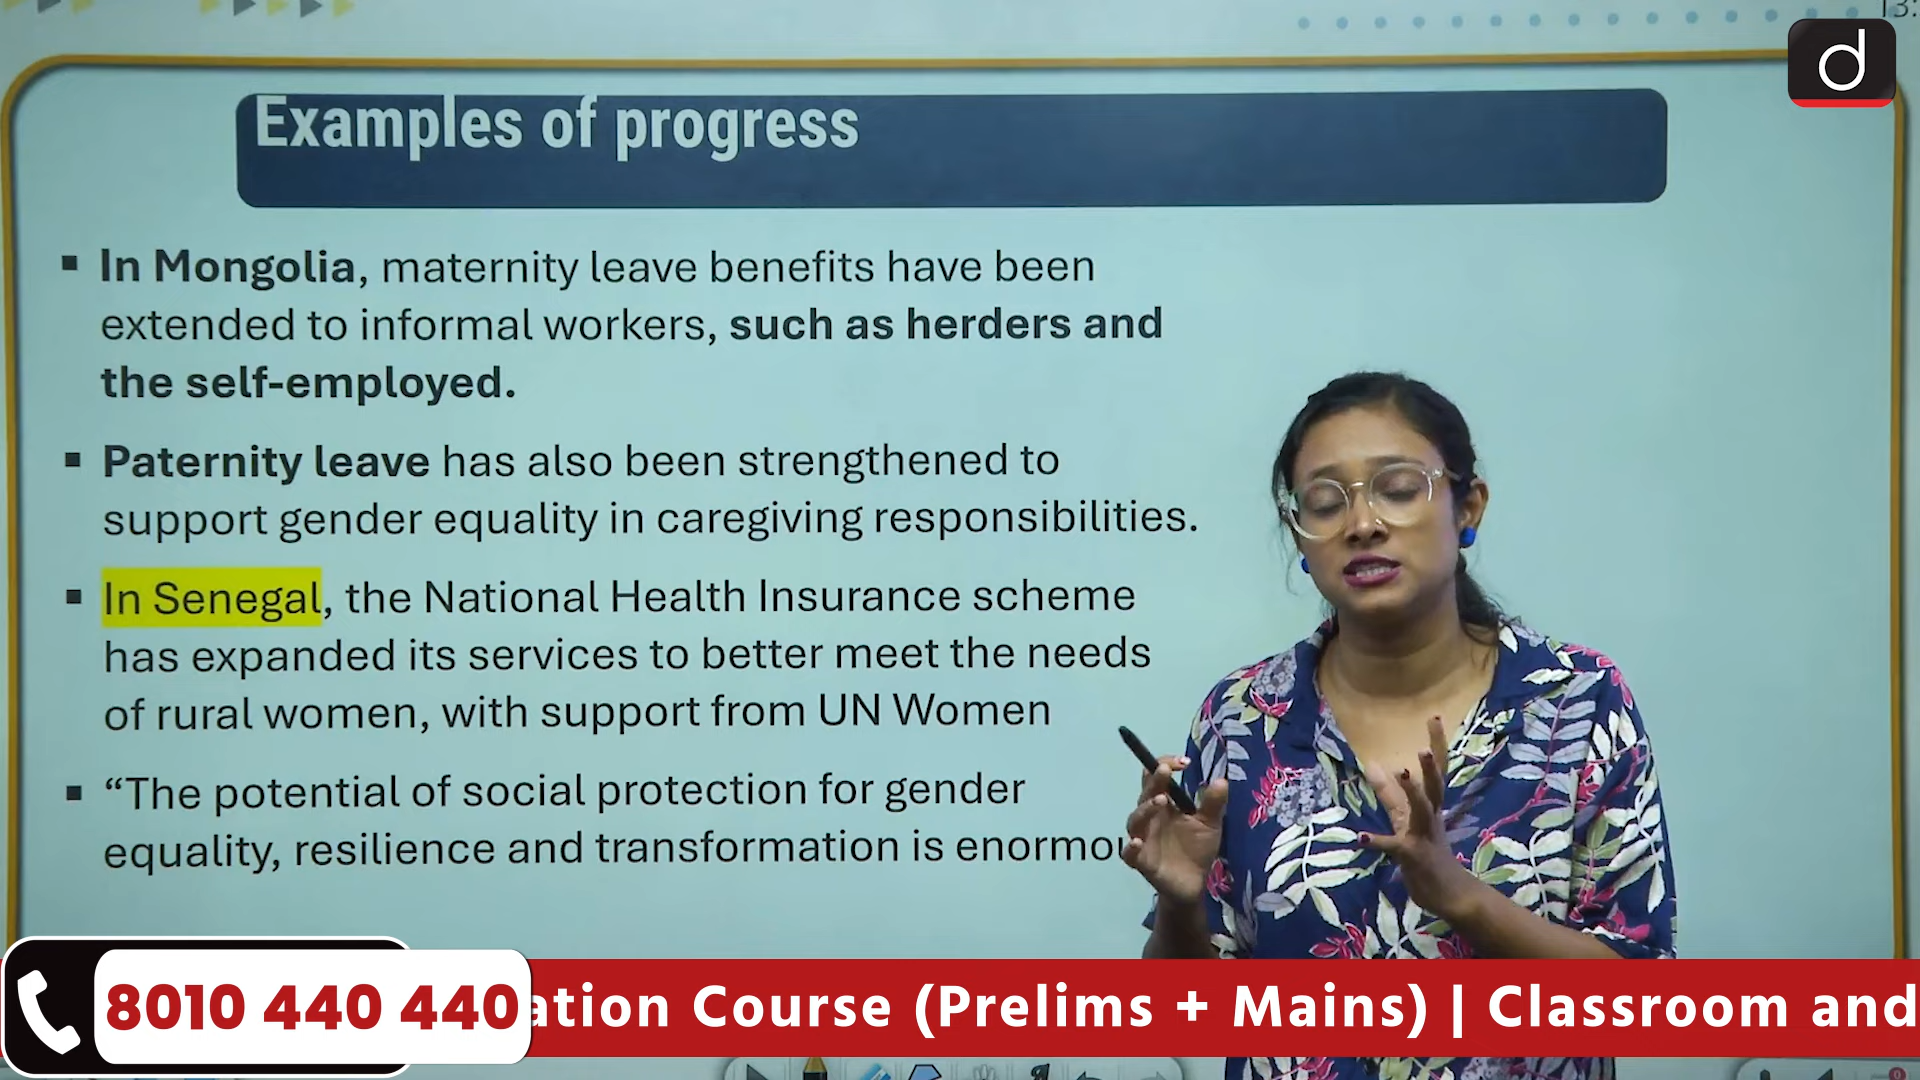 13:
d
Examples of progress
▪ In Mongolia, maternity leave benefits have been
extended to informal workers, such as herders and
the self-employed.
▪ Paternity leave has also been strengthened to
support gender equality in caregiving responsibilities.
▪ In Senegal, the National Health Insurance scheme
has expanded its services to better meet the needs
of rural women, with support from UN Women
▪ “The potential of social protection for gender
equality, resilience and transformation is enormou
8010 440 440
ation Course (Prelims + Mains) | Classroom and